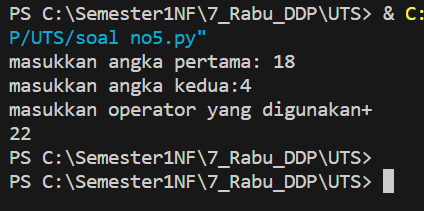 PS C:\Semester1NF\7_Rabu_DDP\UTS> & C:
P/UTS/soal no5.py"
masukkan angka pertama: 18
masukkan angka kedua:4
masukkan operator yang digunakan+
22
PS C:\Semester1NF\7_Rabu_DDP\UTS>
PS C:\Semester1NF\7_Rabu_DDP\UTS>